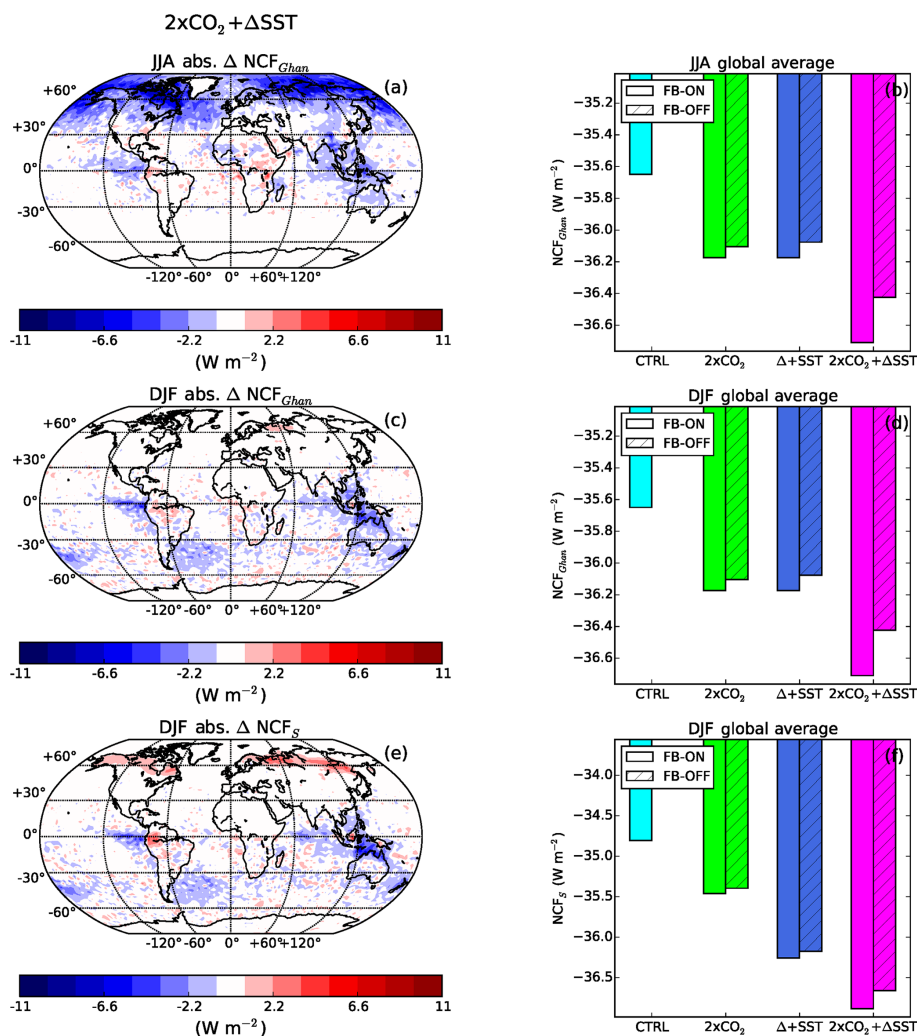 2xCO₂+ΔSST
JJA abs. Δ NCF_Ghan
(a)
+60°
+30°
0°
-30°
-60°
-120° -60° 0° +60° +120°
-11 -6.6 -2.2 2.2 6.6 11
(W m⁻²)
JJA global average
(b)
FB-ON
FB-OFF
NCF_Ghan (W m⁻²)
−35.2
−35.4
−35.6
−35.8
−36.0
−36.2
−36.4
−36.6
CTRL 2xCO₂ Δ+SST 2xCO₂+ΔSST
DJF abs. Δ NCF_Ghan
(c)
+60°
+30°
0°
-30°
-60°
-120° -60° 0° +60° +120°
-11 -6.6 -2.2 2.2 6.6 11
(W m⁻²)
DJF global average
(d)
FB-ON
FB-OFF
NCF_Ghan (W m⁻²)
−35.2
−35.4
−35.6
−35.8
−36.0
−36.2
−36.4
−36.6
CTRL 2xCO₂ Δ+SST 2xCO₂+ΔSST
DJF abs. Δ NCF_S
(e)
+60°
+30°
0°
-30°
-60°
-120° -60° 0° +60° +120°
-11 -6.6 -2.2 2.2 6.6 11
(W m⁻²)
DJF global average
(f)
FB-ON
FB-OFF
NCF_S (W m⁻²)
−34.0
−34.5
−35.0
−35.5
−36.0
−36.5
CTRL 2xCO₂ Δ+SST 2xCO₂+ΔSST